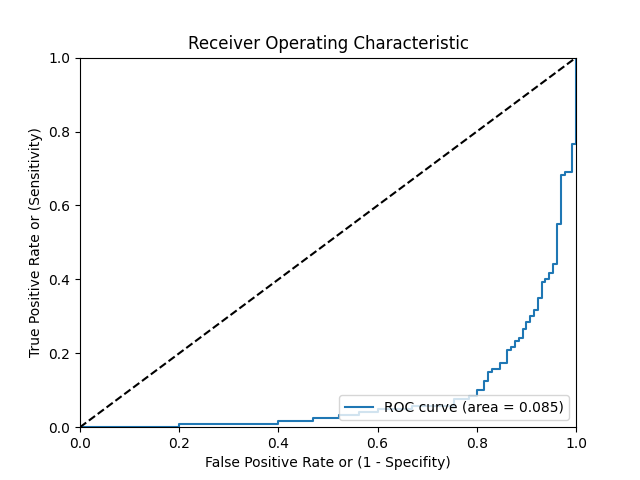 Receiver Operating Characteristic
1.0
0.8
0.6
0.4
0.2
0.0
True Positive Rate or (Sensitivity)
ROC curve (area = 0.085)
0.0 0.2 0.4 0.6 0.8 1.0
False Positive Rate or (1 - Specifity)